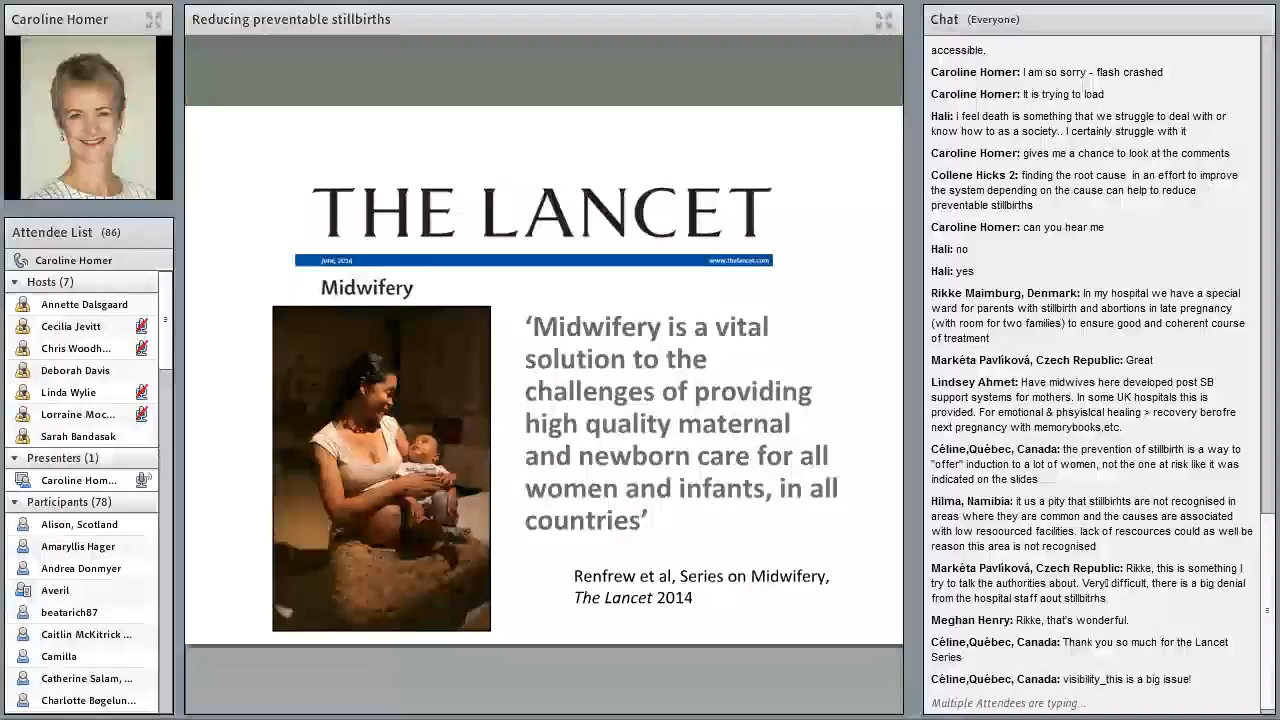 Caroline Homer
Attendee List (86)
Caroline Homer
Hosts (7)
Annette Dalsgaard
Cecilia Jevitt
Chris Woodh...
Deborah Davis
Linda Wylie
Lorraine Moc...
Sarah Bandasak
Presenters (1)
Caroline Hom...
Participants (78)
Alison, Scotland
Amaryllis Hager
Andrea Donmyer
Averil
beatarich87
Caitlin McKitrick ...
Camilla
Catherine Salam, ...
Charlotte Bøgelun...
Reducing preventable stillbirths
THE LANCET
June, 2014
www.thelancet.com
Midwifery
‘Midwifery is a vital
solution to the
challenges of providing
high quality maternal
and newborn care for all
women and infants, in all
countries’
Renfrew et al, Series on Midwifery,
The Lancet 2014
Chat (Everyone)
accessible.
Caroline Homer: I am so sorry - flash crashed
Caroline Homer: It is trying to load
Hali: i feel death is something that we struggle to deal with or
know how to as a society.. I certainly struggle with it
Caroline Homer: gives me a chance to look at the comments
Collene Hicks 2: finding the root cause in an effort to improve
the system depending on the cause can help to reduce
preventable stillbirths
Caroline Homer: can you hear me
Hali: no
Hali: yes
Rikke Maimburg, Denmark: In my hospital we have a special
ward for parents with stillbirth and abortions in late pregnancy
(with room for two families) to ensure good and coherent course
of treatment
Markéta Pavlíková, Czech Republic: Great
Lindsey Ahmet: Have midwives here developed post SB
support systems for mothers. In some UK hospitals this is
provided. For emotional & phsyphical healing > recovery berofre
next pregnancy with memorybooks,etc.
Céline,Québec, Canada: the prevention of stillbirth is a way to
"offer" induction to a lot of women, not the one at risk like it was
indicated on the slides
Hilma, Namibia: it us a pity that stillbirhts are not recognised in
areas where they are common and the causes are associated
with low resoourced facilities. lack of rescources could as well be
reason this area is not recognised
Markéta Pavlíková, Czech Republic: Rikke, this is something I
try to talk the authorities about. Very difficult, there is a big denial
from the hospital staff aout stillbitrhs
Meghan Henry: Rikke, that's wonderful.
Céline,Québec, Canada: Thank you so much for the Lancet
Series
Céline,Québec, Canada: visibility_this is a big issue!
Multiple Attendees are typing...